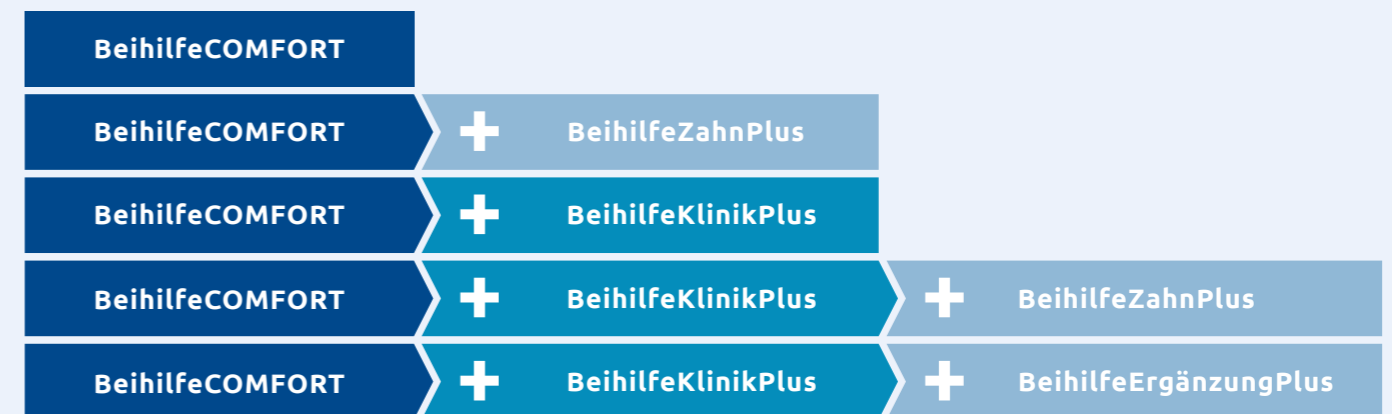 BeihilfeCOMFORT
BeihilfeCOMFORT + BeihilfeZahnPlus
BeihilfeCOMFORT + BeihilfeKlinikPlus
BeihilfeCOMFORT + BeihilfeKlinikPlus + BeihilfeZahnPlus
BeihilfeCOMFORT + BeihilfeKlinikPlus + BeihilfeErgänzungPlus